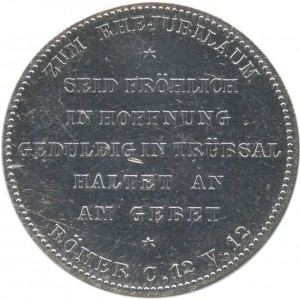 ZUM EHEJUBILÄUM
SEID FRÖHLICH
IN HOFFNUNG
GEDULDIG IN TRÜBSAL
HALTET AN
AM GEBET
RÖMER C. 12 V. 12